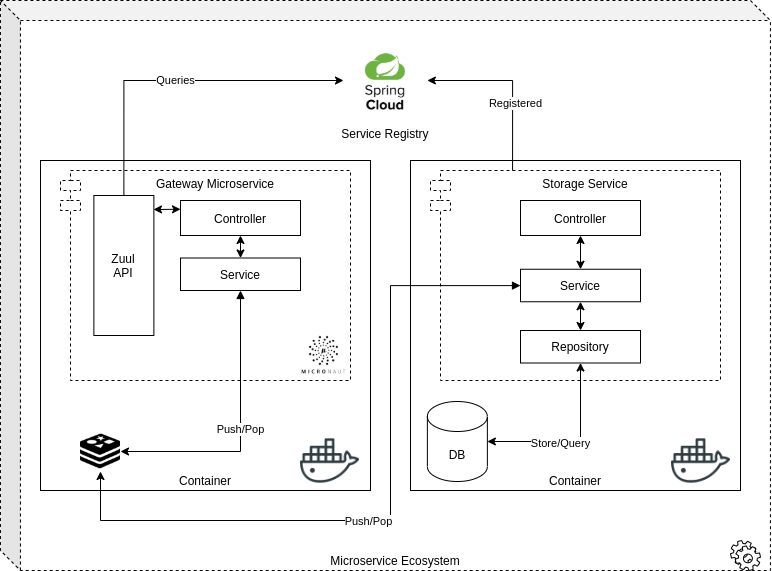 Queries
Spring
Cloud
Registered
Service Registry
Gateway Microservice
Storage Service
Zuul
API
Controller
Controller
Service
Service
Repository
MICRONAUT
Push/Pop
Store/Query
DB
Container
Container
Push/Pop
Microservice Ecosystem